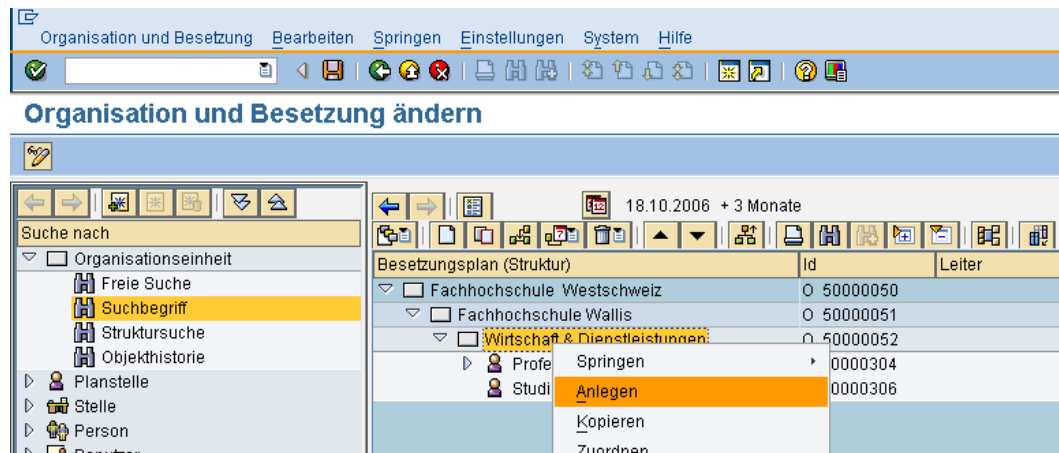 Organisation und Besetzung Bearbeiten Springen Einstellungen System Hilfe
Organisation und Besetzung ändern
18.10.2006 + 3 Monate
Suche nach
Organisationseinheit
Freie Suche
Suchbegriff
Struktursuche
Objekthistorie
Planstelle
Stelle
Person
Besetzungsplan (Struktur) Id Leiter
Fachhochschule Westschweiz O 50000050
Fachhochschule Wallis O 50000051
Wirtschaft & Dienstleistungen O 50000052
Profe 0000304
Studi 0000306
Springen
Anlegen
Kopieren
Zuordnen